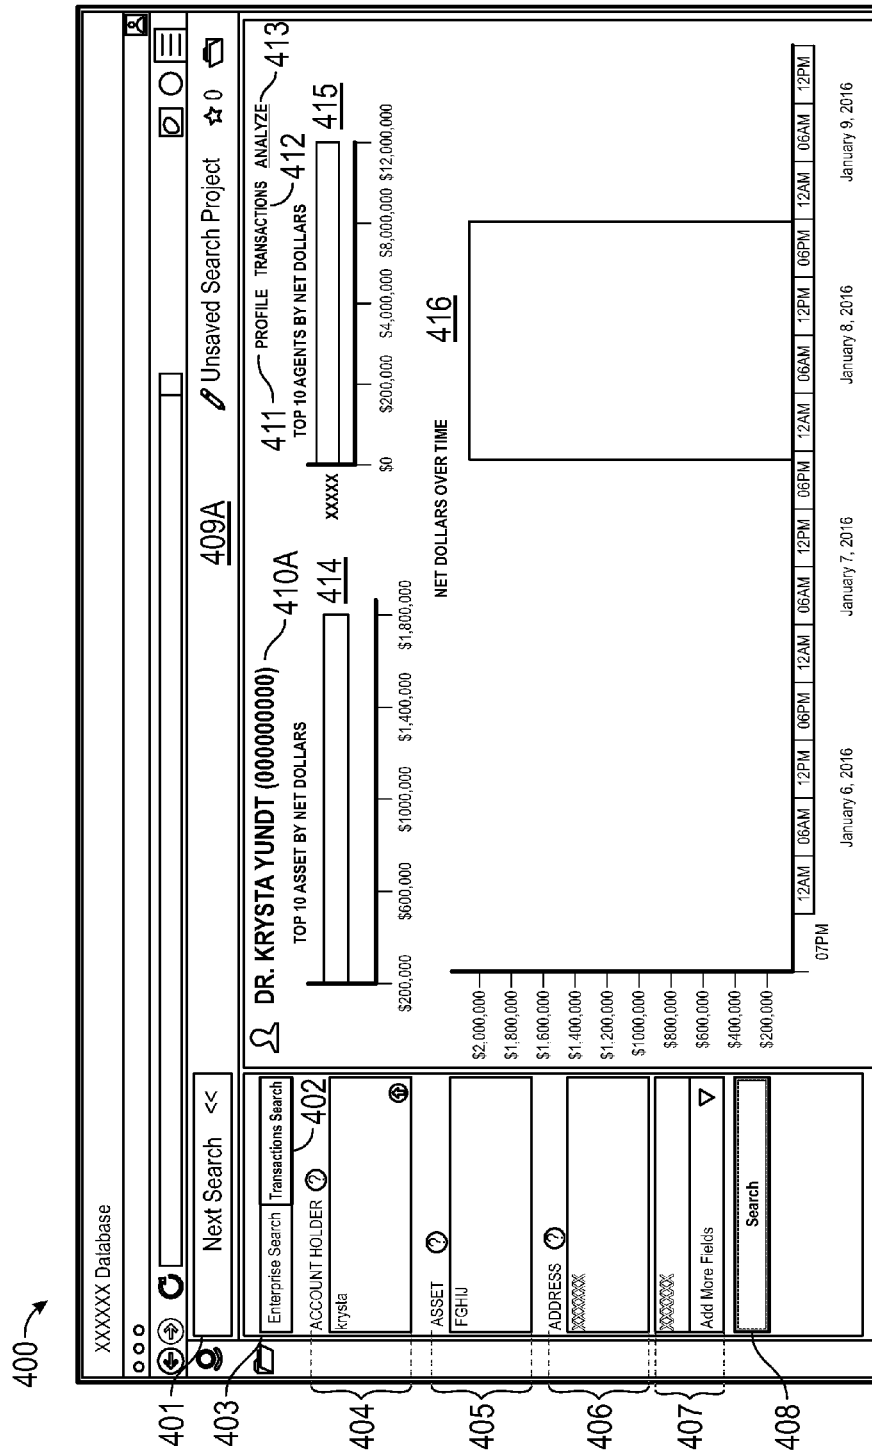 400
XXXXXX Database
401
Next Search <<
409A
Unsaved Search Project
0
403
Enterprise Search
Transactions Search
402
404
ACCOUNT HOLDER ?
krysta
405
ASSET ?
FGHIJ
406
ADDRESS ?
XXXXXXX
407
XXXXXX
Add More Fields
408
Search
DR. KRYSTA YUNDT (000000000)
410A
411
PROFILE TRANSACTIONS ANALYZE
412
413
TOP 10 ASSET BY NET DOLLARS
414
$200,000 $600,000 $1000,000 $1,400,000 $1,800,000
TOP 10 AGENTS BY NET DOLLARS
415
XXXXX
$0 $200,000 $4,000,000 $8,000,000 $12,000,000
NET DOLLARS OVER TIME
416
$2,000,000
$1,800,000
$1,600,000
$1,400,000
$1.200,000
$1000,000
$800,000
$600,000
$400,000
$200,000
07PM
12AM 06AM 12PM 06PM 12AM 06AM 12PM 06PM 12AM 06AM 12PM 06PM 12AM 06AM 12PM
January 6, 2016 January 7, 2016 January 8, 2016 January 9, 2016